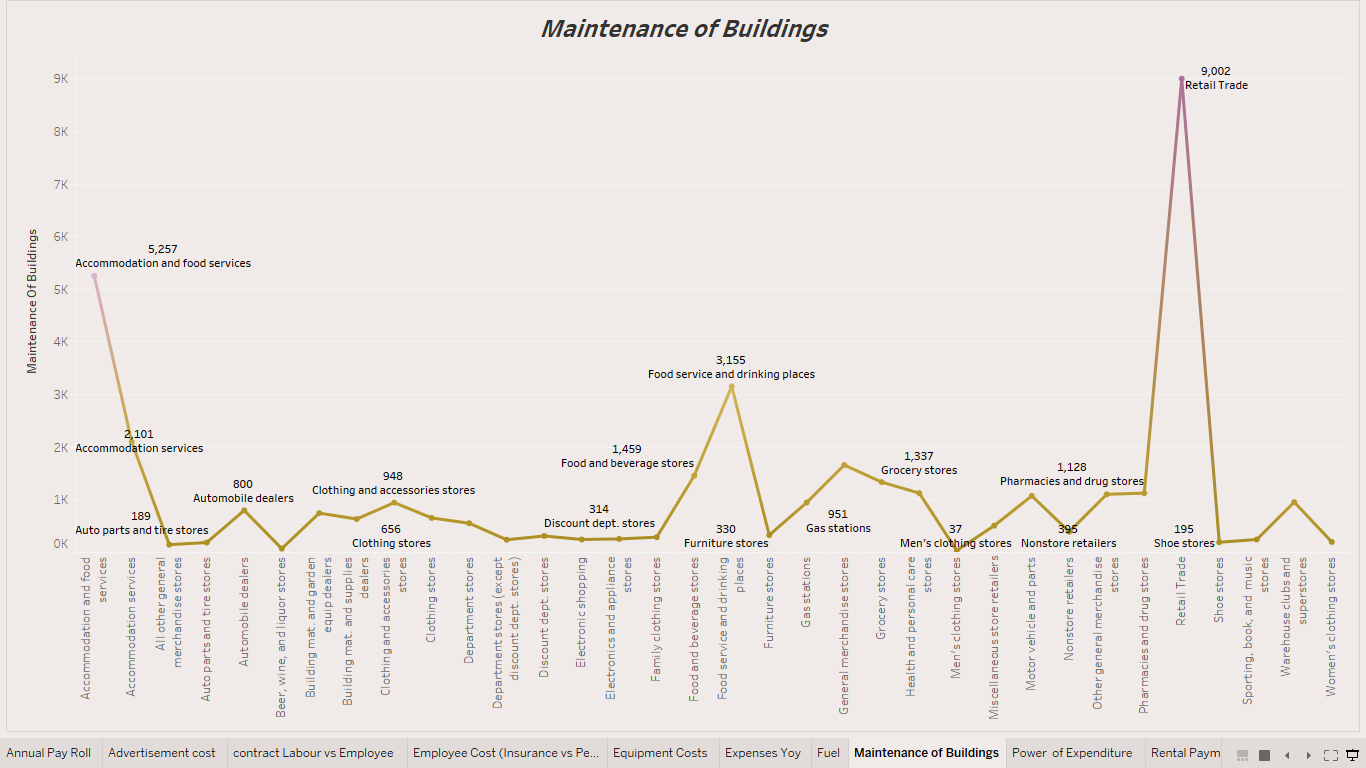 Maintenance of Buildings
Maintenance Of Buildings
9K
8K
7K
6K
5K
4K
3K
2K
1K
0K
9,002
Retail Trade
5,257
Accommodation and food services
3,155
Food service and drinking places
2,101
Accommodation services
1,459
Food and beverage stores
1,337
Grocery stores
1,128
Pharmacies and drug stores
800
Automobile dealers
948
Clothing and accessories stores
189
Auto parts and tire stores
656
Clothing stores
314
Discount dept. stores
330
Furniture stores
951
Gas stations
37
Men's clothing stores
395
Nonstore retailers
195
Shoe stores
Accommodation and food
services
Accommodation services
All other general
merchandise stores
Auto parts and tire stores
Automobile dealers
Beer, wine, and liquor stores
Building mat. and garden
equip dealers
Building mat. and supplies
dealers
Clothing and accessories
stores
Clothing stores
Department stores
Department stores (except
discount dept. stores)
Discount dept. stores
Electronic shopping
Electronics and appliance
stores
Family clothing stores
Food and beverage stores
Food service and drinking
places
Furniture stores
Gas stations
General merchandise stores
Grocery stores
Health and personal care
stores
Men's clothing stores
Miscellaneous store retailers
Motor vehicle and parts
Nonstore retailers
Other general merchandise
stores
Pharmacies and drug stores
Retail Trade
Shoe stores
Sporting, book, and music
stores
Warehouse clubs and
superstores
Women's clothing stores
Annual Pay Roll
Advertisement cost
contract Labour vs Employee
Employee Cost (Insurance vs Pe...
Equipment Costs
Expenses Yoy
Fuel
Maintenance of Buildings
Power of Expenditure
Rental Paym